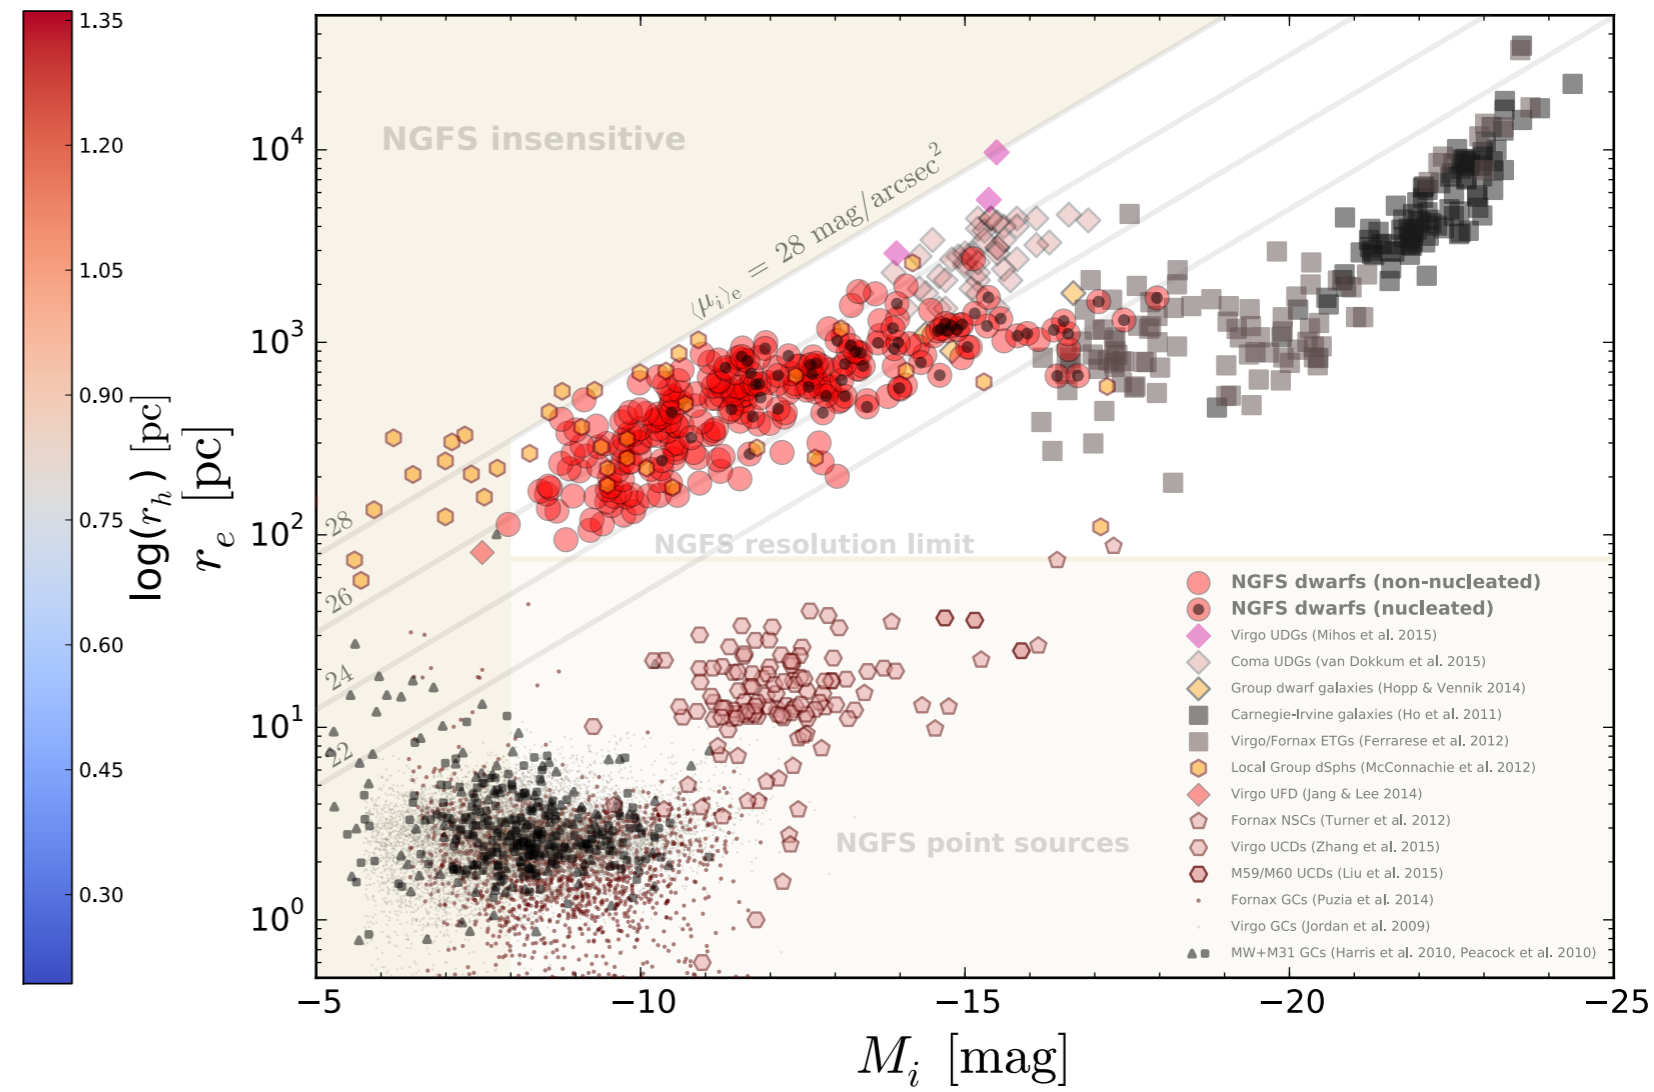 1.35
1.20
1.05
0.90
0.75
0.60
0.45
0.30
log(r_h) [pc]
r_e [pc]
10^4
10^3
10^2
10^1
10^0
NGFS insensitive
⟨μ_i⟩_e = 28 mag/arcsec^2
28
26
24
22
NGFS resolution limit
NGFS point sources
NGFS dwarfs (non-nucleated)
NGFS dwarfs (nucleated)
Virgo UDGs (Mihos et al. 2015)
Coma UDGs (van Dokkum et al. 2015)
Group dwarf galaxies (Hopp & Vennik 2014)
Carnegie-Irvine galaxies (Ho et al. 2011)
Virgo/Fornax ETGs (Ferrarese et al. 2012)
Local Group dSphs (McConnachie et al. 2012)
Virgo UFD (Jang & Lee 2014)
Fornax NSCs (Turner et al. 2012)
Virgo UCDs (Zhang et al. 2015)
M59/M60 UCDs (Liu et al. 2015)
Fornax GCs (Puzia et al. 2014)
Virgo GCs (Jordan et al. 2009)
MW+M31 GCs (Harris et al. 2010, Peacock et al. 2010)
−5 −10 −15 −20 −25
M_i [mag]